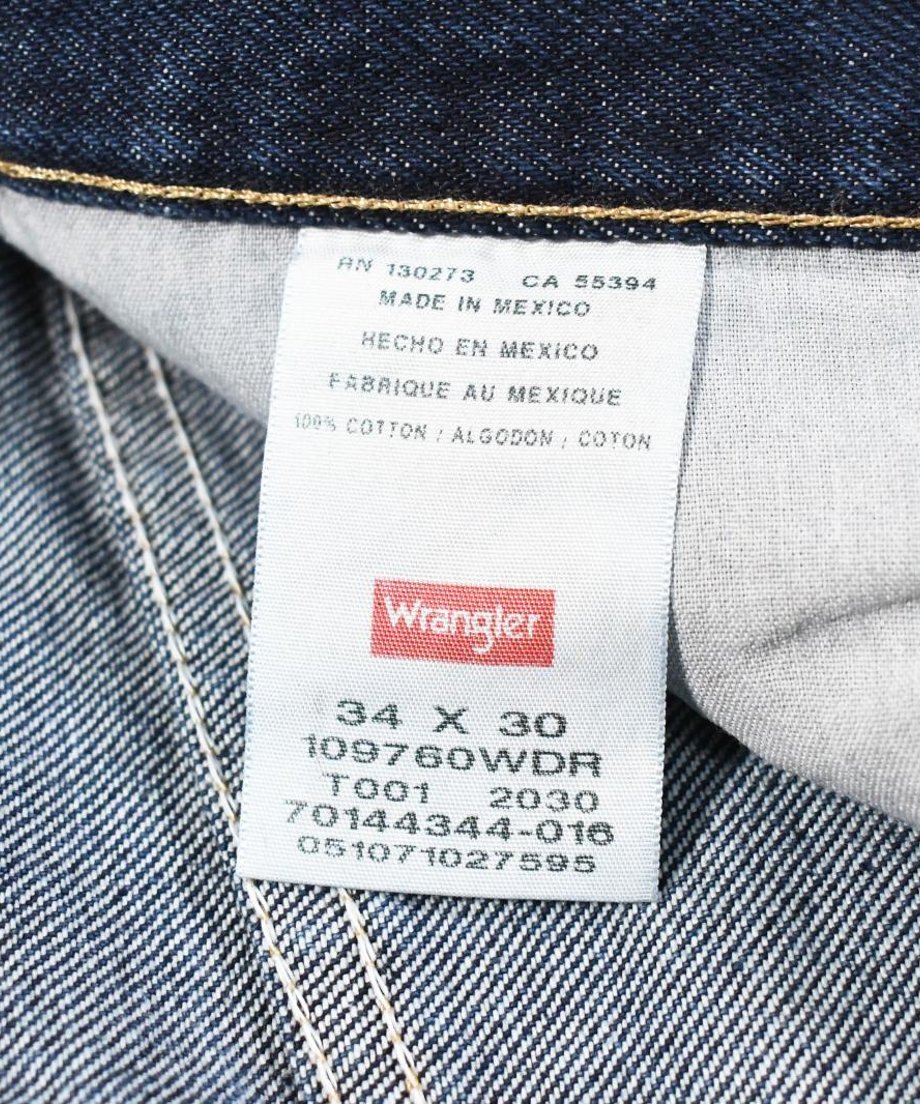 RN 130273 CA 55394
MADE IN MEXICO
HECHO EN MEXICO
FABRIQUE AU MEXIQUE
100% COTTON / ALGODON / COTON
Wrangler
34 X 30
109760WDR
T001 2030
70144344-016
051071027595